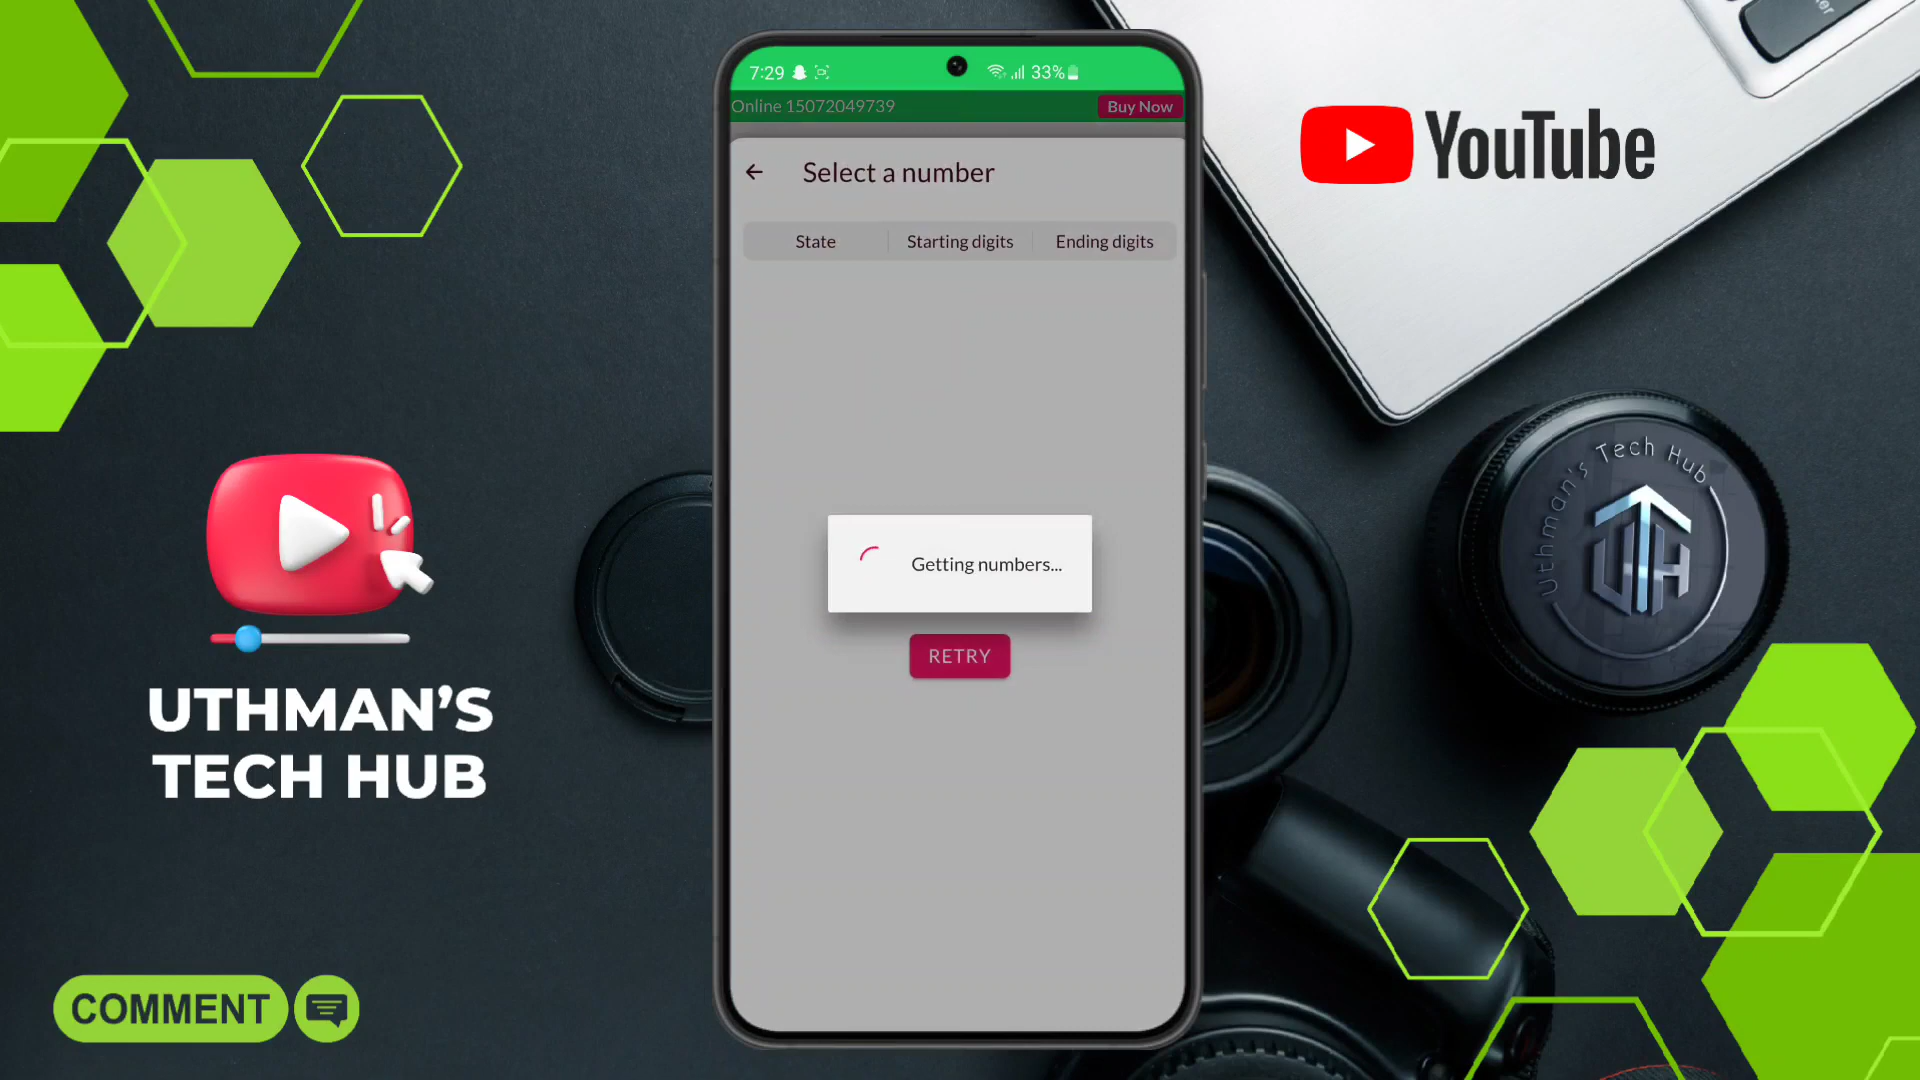 7:29
33%
Online 15072049739
Buy Now
Select a number
State
Starting digits
Ending digits
Getting numbers...
RETRY
YouTube
Uthman's Tech Hub
UTH
UTHMAN'S
TECH HUB
COMMENT